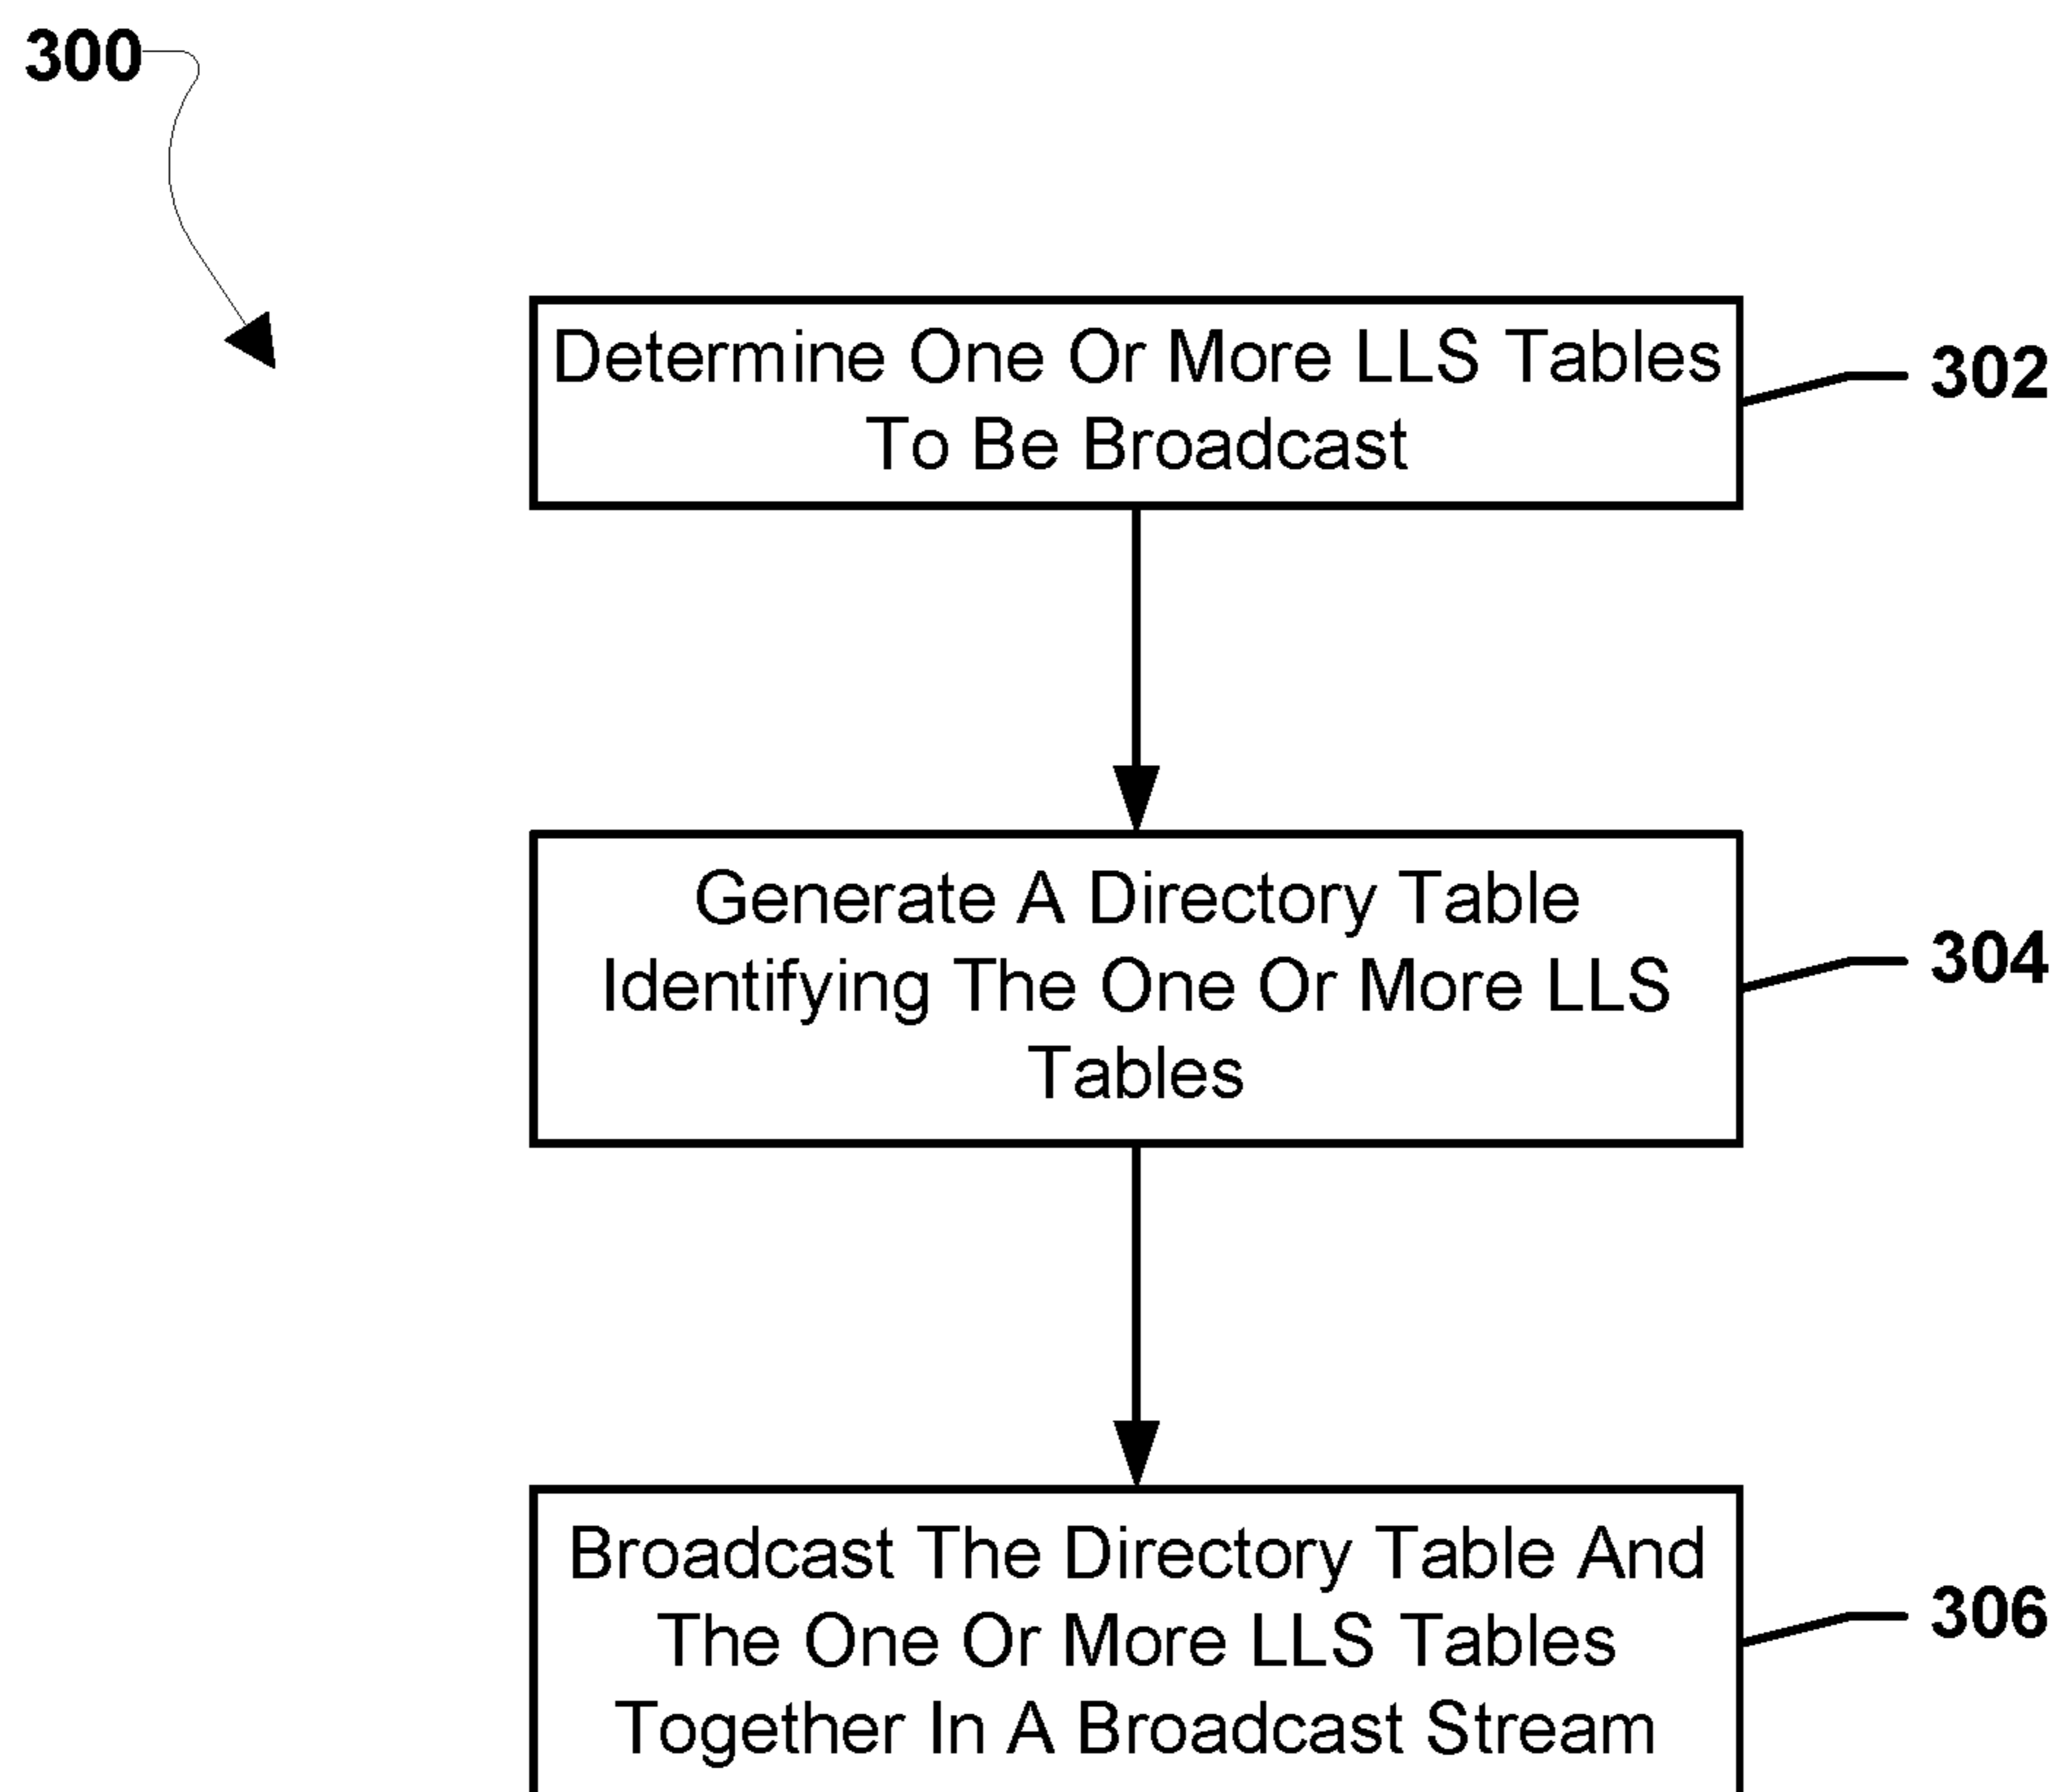 300
Determine One Or More LLS Tables
To Be Broadcast
302
Generate A Directory Table
Identifying The One Or More LLS
Tables
304
Broadcast The Directory Table And
The One Or More LLS Tables
Together In A Broadcast Stream
306